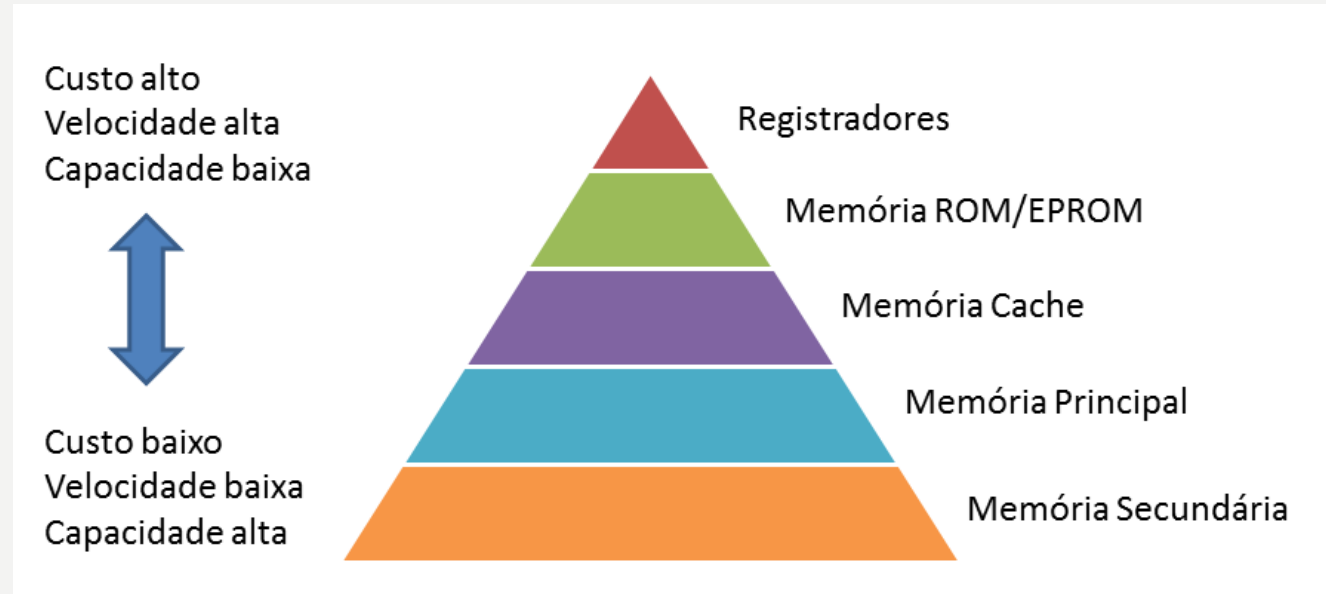 Custo alto
Velocidade alta
Capacidade baixa
Registradores
Memória ROM/EPROM
Memória Cache
Memória Principal
Custo baixo
Velocidade baixa
Capacidade alta
Memória Secundária